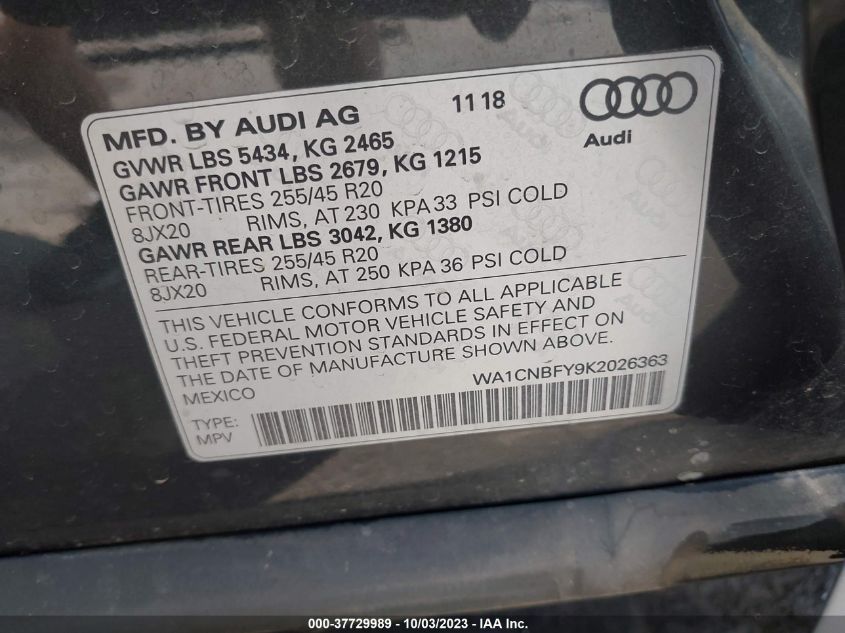 MFD. BY AUDI AG 11 18
Audi
GVWR LBS 5434, KG 2465
GAWR FRONT LBS 2679, KG 1215
FRONT-TIRES 255/45 R20
8JX20 RIMS, AT 230 KPA 33 PSI COLD
GAWR REAR LBS 3042, KG 1380
REAR-TIRES 255/45 R20
8JX20 RIMS, AT 250 KPA 36 PSI COLD
THIS VEHICLE CONFORMS TO ALL APPLICABLE
U.S. FEDERAL MOTOR VEHICLE SAFETY AND
THEFT PREVENTION STANDARDS IN EFFECT ON
THE DATE OF MANUFACTURE SHOWN ABOVE.
MEXICO WA1CNBFY9K2026363
TYPE:
MPV
000-37729989 - 10/03/2023 - IAA Inc.